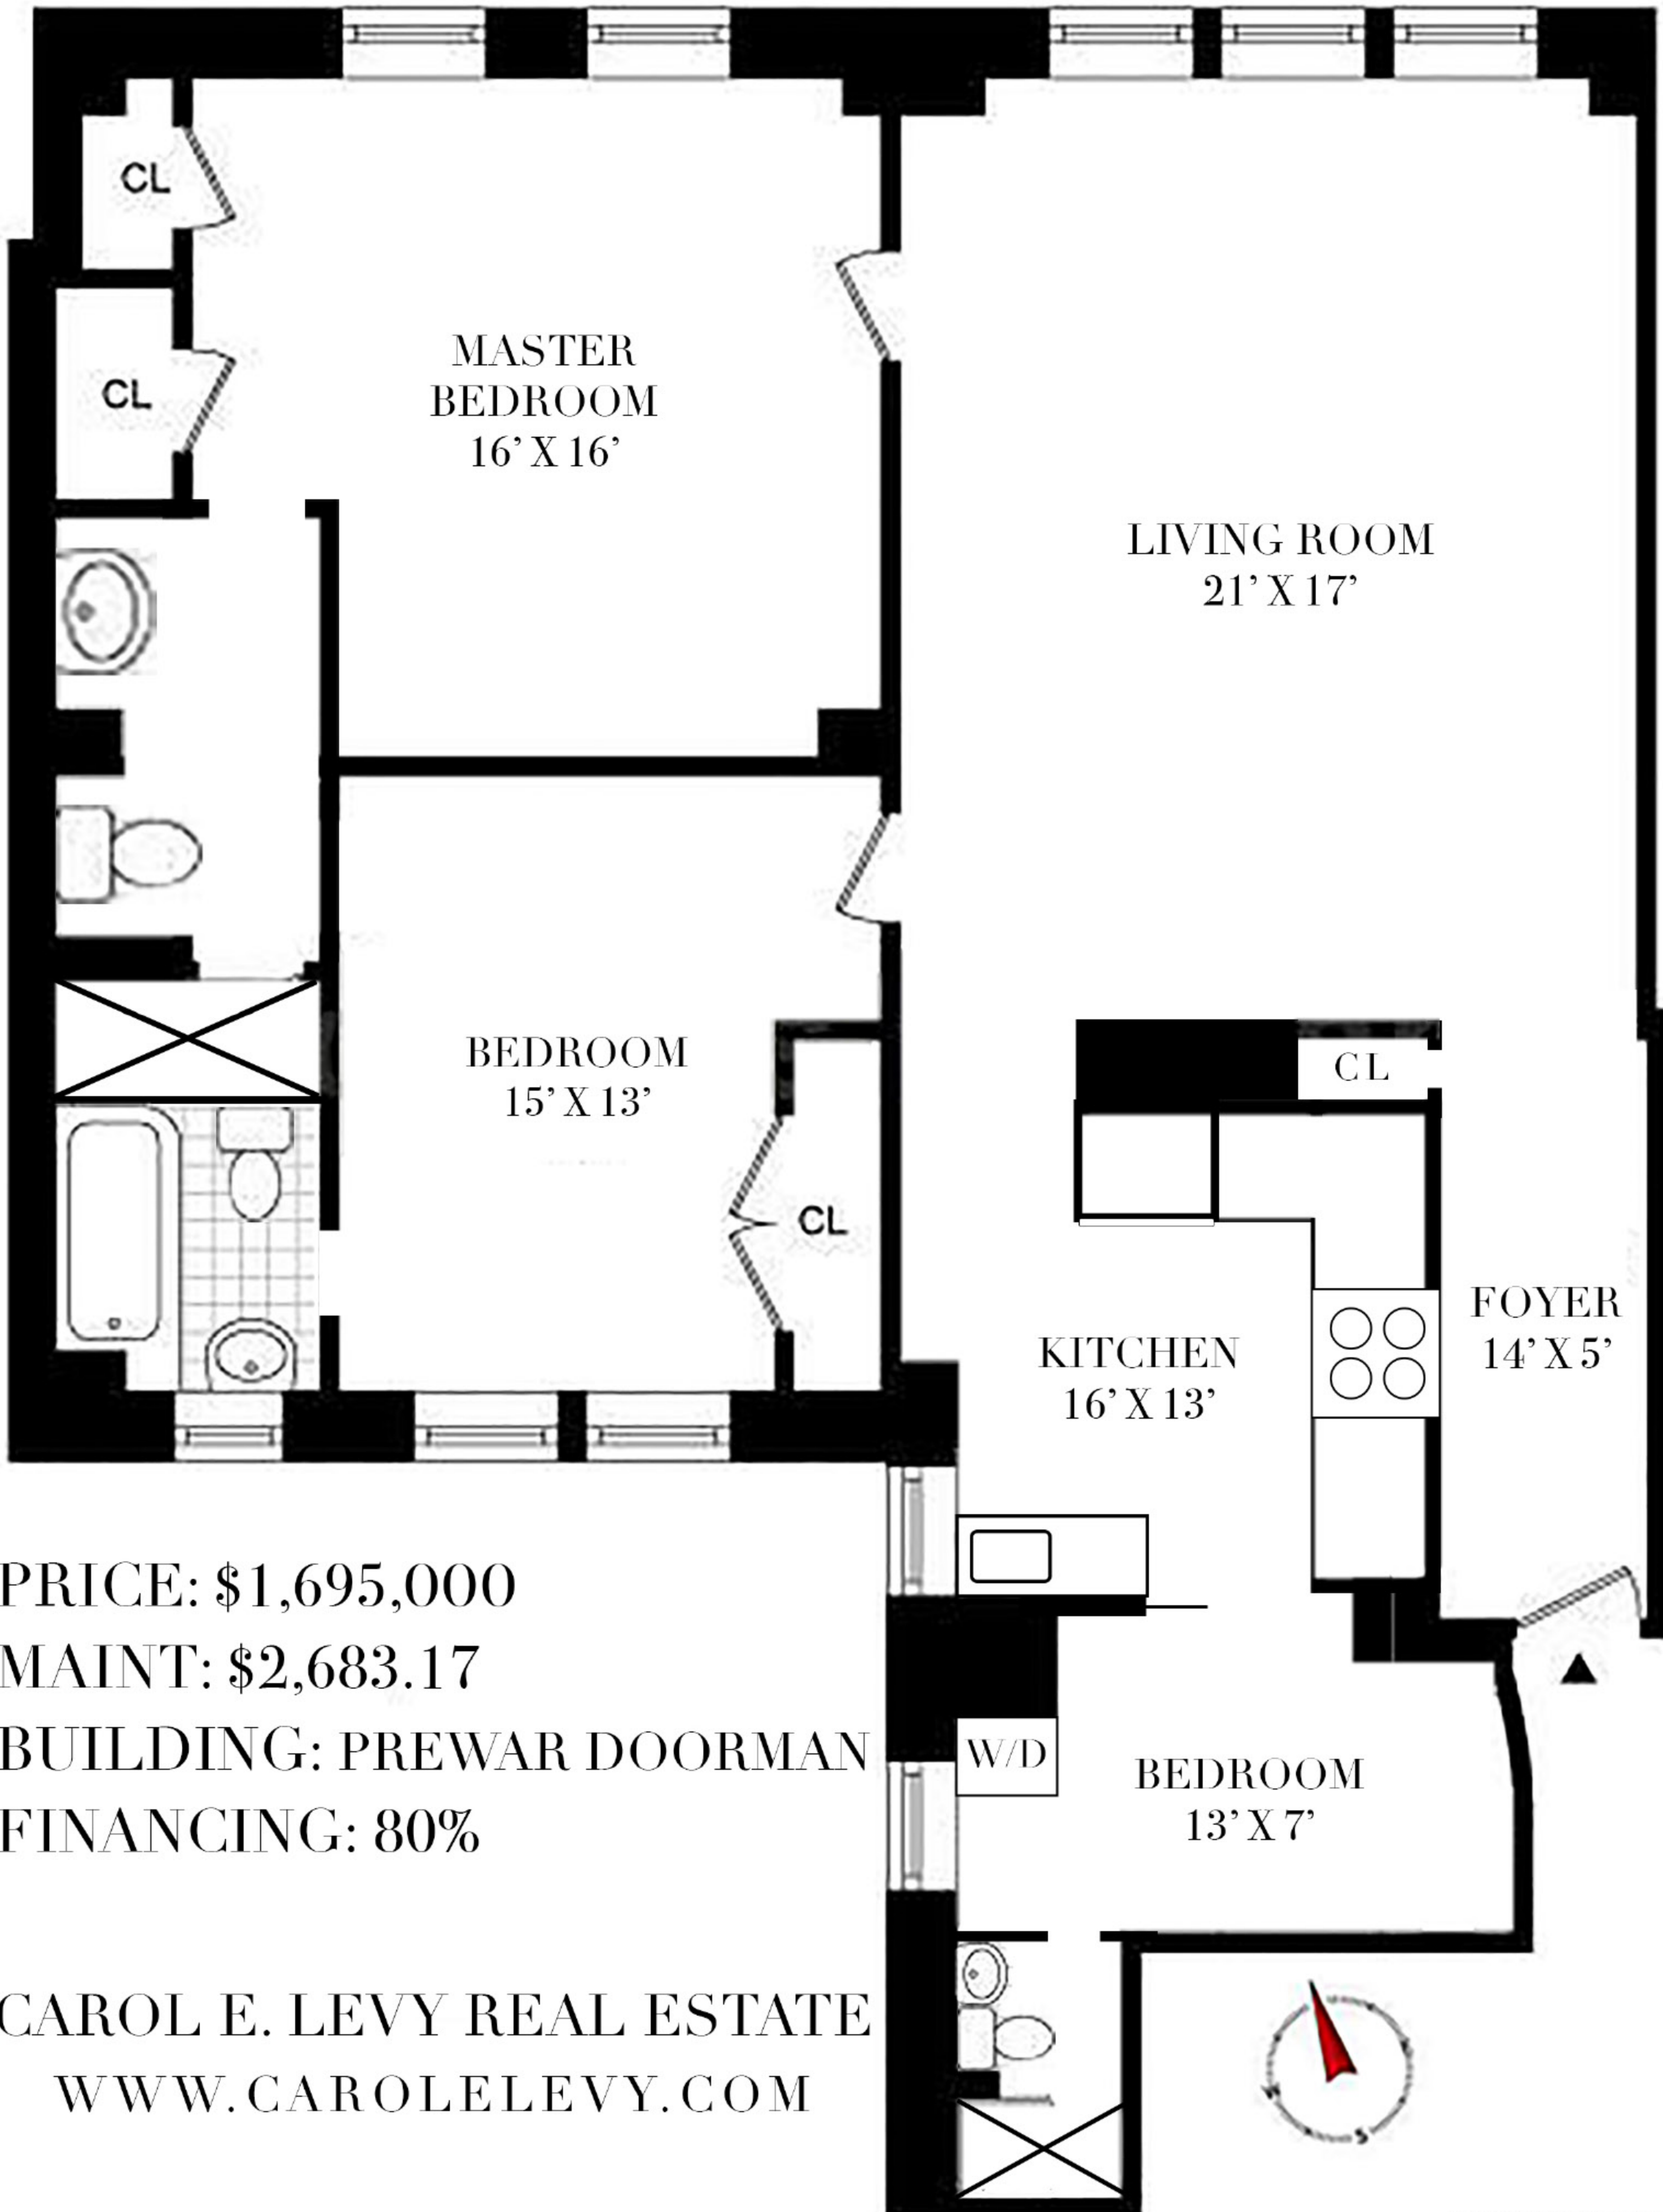 CL
CL
MASTER
BEDROOM
16' X 16'
LIVING ROOM
21' X 17'
BEDROOM
15' X 13'
CL
CL
KITCHEN
16' X 13'
FOYER
14' X 5'
W/D
BEDROOM
13' X 7'
PRICE: $1,695,000
MAINT: $2,683.17
BUILDING: PREWAR DOORMAN
FINANCING: 80%
CAROL E. LEVY REAL ESTATE
WWW.CAROLELEVY.COM
S